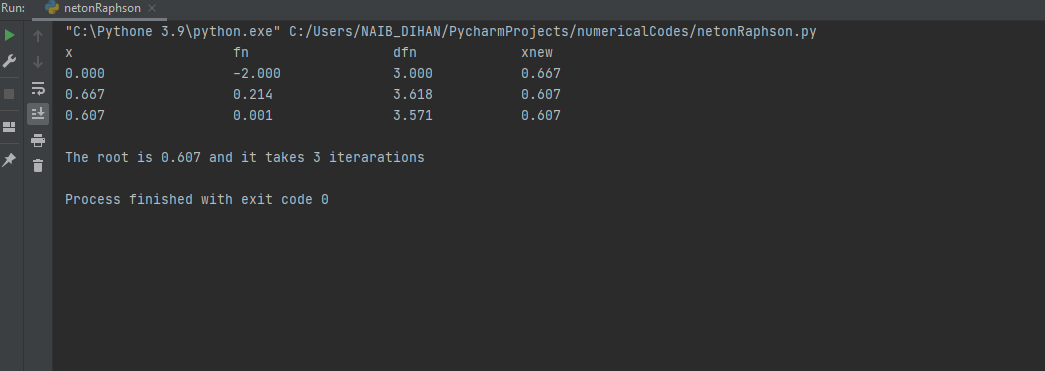 Run: netonRaphson
"C:\Pythone 3.9\python.exe" C:/Users/NAIB_DIHAN/PycharmProjects/numericalCodes/netonRaphson.py
x fn dfn xnew
0.000 -2.000 3.000 0.667
0.667 0.214 3.618 0.607
0.607 0.001 3.571 0.607
The root is 0.607 and it takes 3 iterarations
Process finished with exit code 0